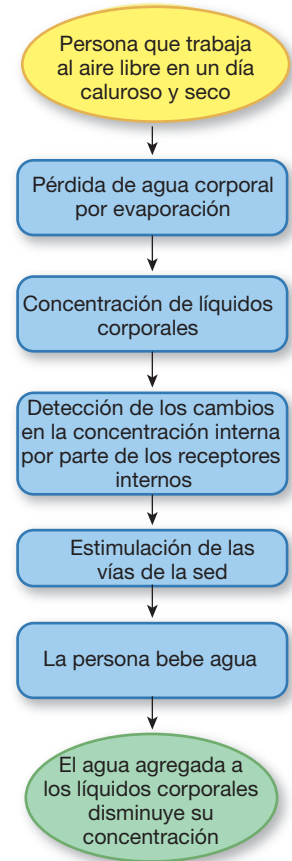 Persona que trabaja
al aire libre en un día
caluroso y seco
Pérdida de agua corporal
por evaporación
Concentración de líquidos
corporales
Detección de los cambios
en la concentración interna
por parte de los receptores
internos
Estimulación de las
vías de la sed
La persona bebe agua
El agua agregada a
los líquidos corporales
disminuye su
concentración